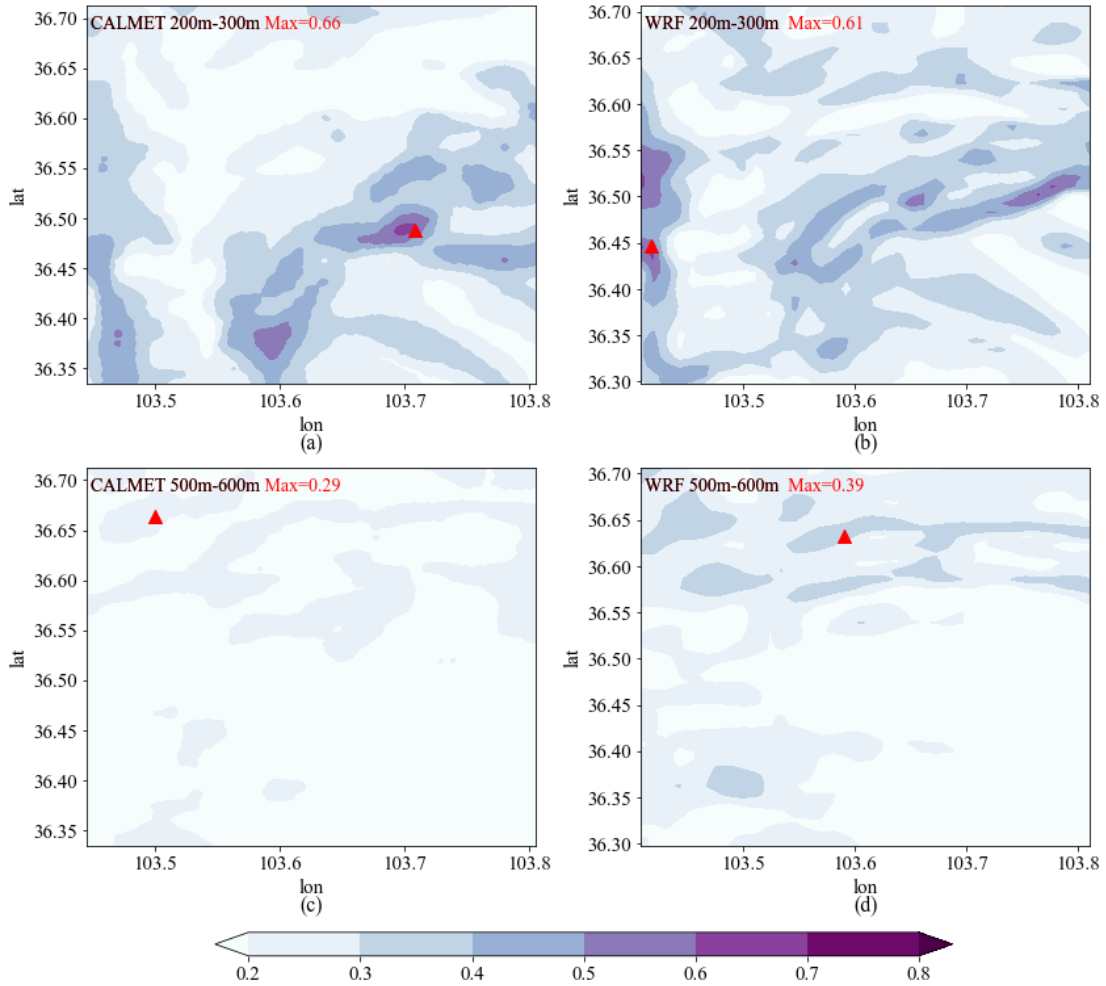 CALMET 200m-300m Max=0.66
36.70
36.65
36.60
36.55
36.50
36.45
36.40
36.35
lat
103.5 103.6 103.7 103.8
lon
(a)
WRF 200m-300m Max=0.61
36.70
36.65
36.60
36.55
36.50
36.45
36.40
36.35
36.30
lat
103.5 103.6 103.7 103.8
lon
(b)
CALMET 500m-600m Max=0.29
36.70
36.65
36.60
36.55
36.50
36.45
36.40
36.35
lat
103.5 103.6 103.7 103.8
lon
(c)
WRF 500m-600m Max=0.39
36.70
36.65
36.60
36.55
36.50
36.45
36.40
36.35
36.30
lat
103.5 103.6 103.7 103.8
lon
(d)
0.2 0.3 0.4 0.5 0.6 0.7 0.8